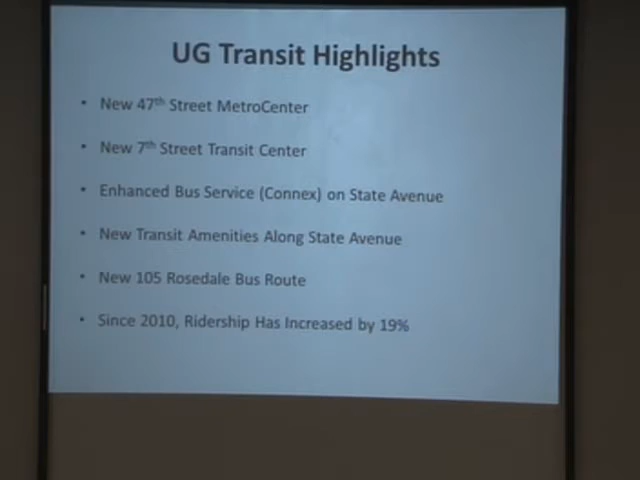 UG Transit Highlights
• New 47th Street MetroCenter
• New 7th Street Transit Center
• Enhanced Bus Service (Connex) on State Avenue
• New Transit Amenities Along State Avenue
• New 105 Rosedale Bus Route
• Since 2010, Ridership Has Increased by 19%